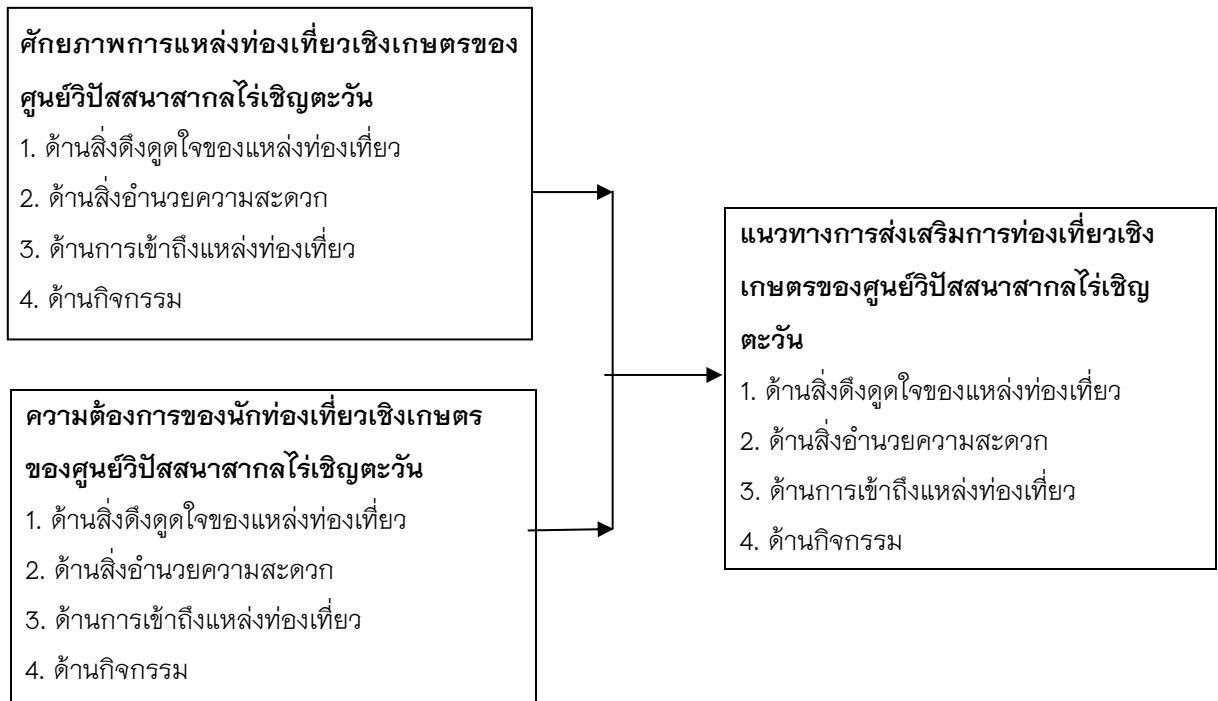 ศักยภาพการแหล่งท่องเที่ยวเชิงเกษตรของ
ศูนย์วิปัสสนาสากลไร่เชิญตะวัน
1. ด้านสิ่งดึงดูดใจของแหล่งท่องเที่ยว
2. ด้านสิ่งอำนวยความสะดวก
3. ด้านการเข้าถึงแหล่งท่องเที่ยว
4. ด้านกิจกรรม
ความต้องการของนักท่องเที่ยวเชิงเกษตร
ของศูนย์วิปัสสนาสากลไร่เชิญตะวัน
1. ด้านสิ่งดึงดูดใจของแหล่งท่องเที่ยว
2. ด้านสิ่งอำนวยความสะดวก
3. ด้านการเข้าถึงแหล่งท่องเที่ยว
4. ด้านกิจกรรม
แนวทางการส่งเสริมการท่องเที่ยวเชิง
เกษตรของศูนย์วิปัสสนาสากลไร่เชิญ
ตะวัน
1. ด้านสิ่งดึงดูดใจของแหล่งท่องเที่ยว
2. ด้านสิ่งอำนวยความสะดวก
3. ด้านการเข้าถึงแหล่งท่องเที่ยว
4. ด้านกิจกรรม